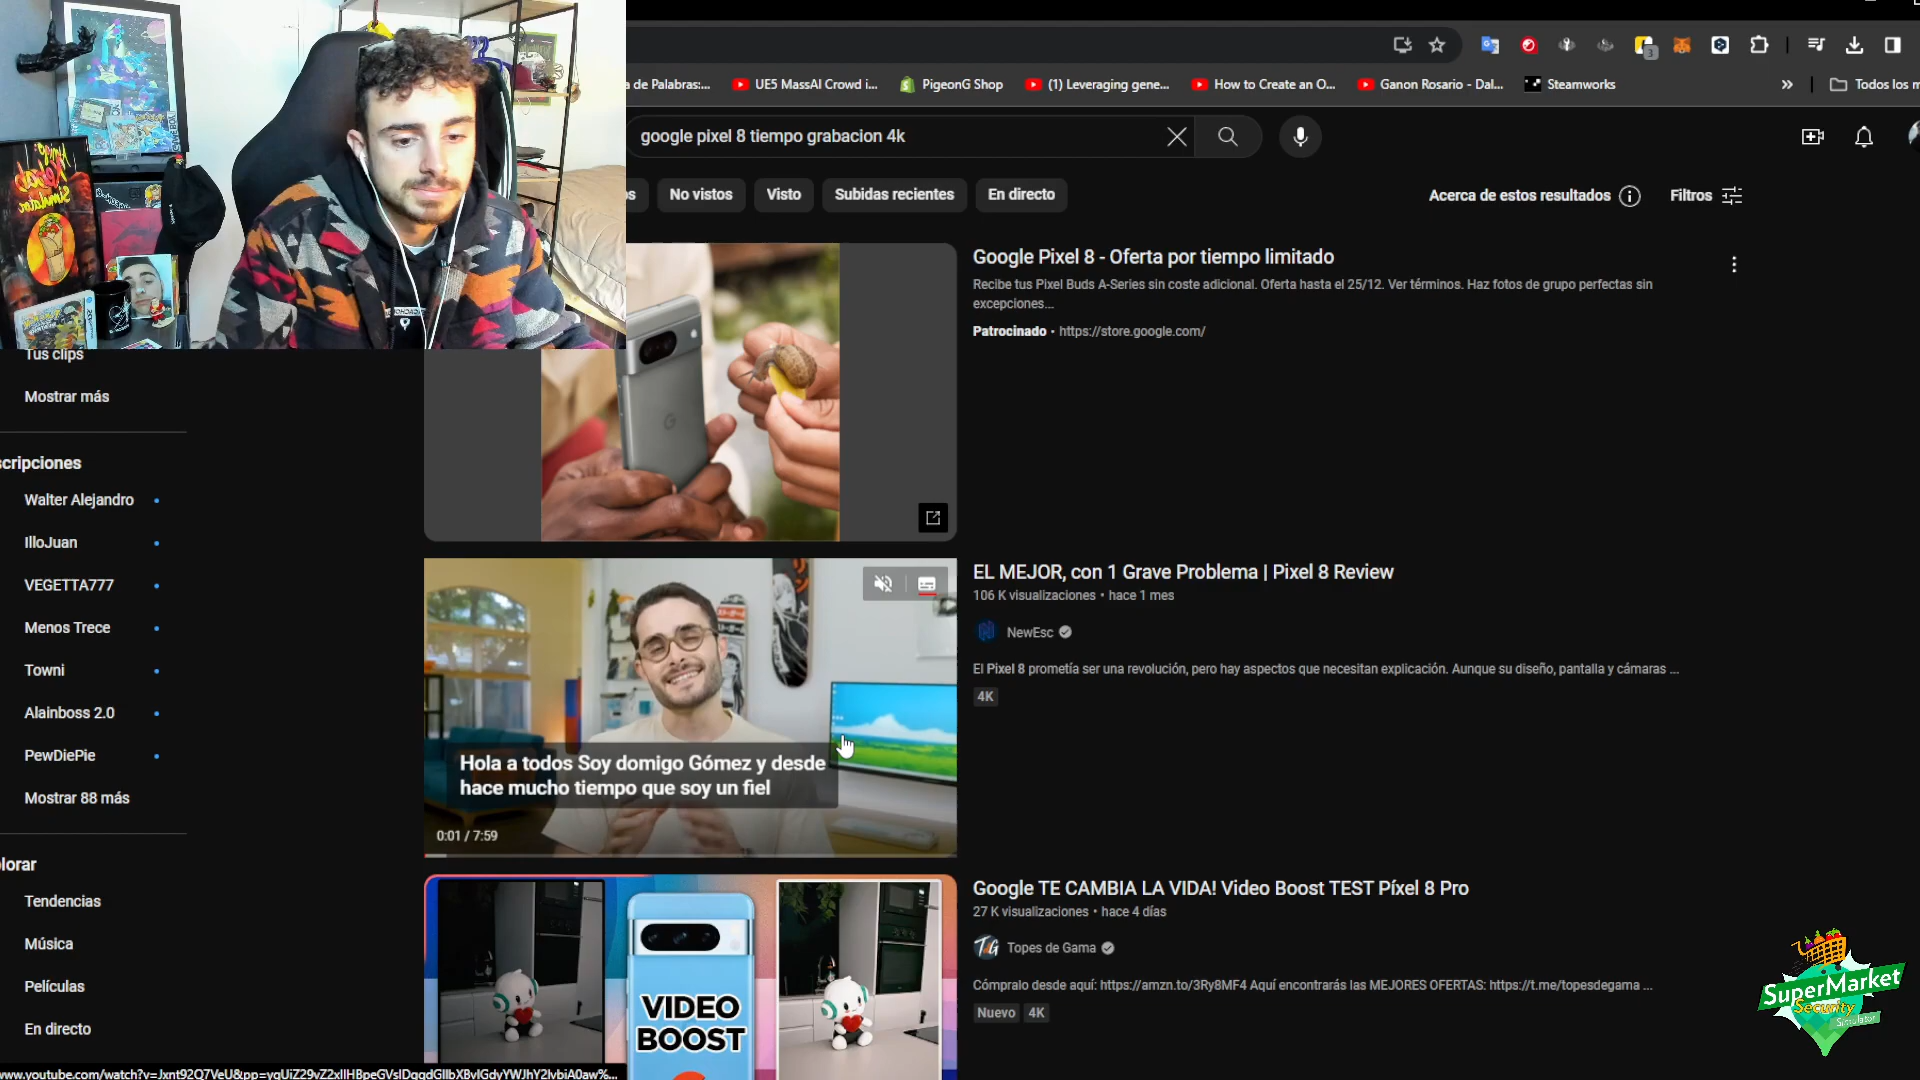 de Palabras:...
UE5 MassAI Crowd i...
PigeonG Shop
(1) Leveraging gene...
How to Create an O...
Ganon Rosario - Dal...
Steamworks
Todos los m
google pixel 8 tiempo grabacion 4k
No vistos
Visto
Subidas recientes
En directo
Acerca de estos resultados
Filtros
Google Pixel 8 - Oferta por tiempo limitado
Recibe tus Pixel Buds A-Series sin coste adicional. Oferta hasta el 25/12. Ver términos. Haz fotos de grupo perfectas sin
excepciones...
Patrocinado • https://store.google.com/
Tus clips
Mostrar más
scripciones
Walter Alejandro
IlloJuan
VEGETTA777
Menos Trece
Towni
Alainboss 2.0
PewDiePie
Mostrar 88 más
lorar
Tendencias
Música
Películas
En directo
Hola a todos Soy domigo Gómez y desde
hace mucho tiempo que soy un fiel
0:01 / 7:59
EL MEJOR, con 1 Grave Problema | Pixel 8 Review
106 K visualizaciones • hace 1 mes
NewEsc
El Pixel 8 prometía ser una revolución, pero hay aspectos que necesitan explicación. Aunque su diseño, pantalla y cámaras ...
4K
VIDEO
BOOST
Google TE CAMBIA LA VIDA! Video Boost TEST Píxel 8 Pro
27 K visualizaciones • hace 4 días
TdG
Topes de Gama
Cómpralo desde aquí: https://amzn.to/3Ry8MF4 Aquí encontrarás las MEJORES OFERTAS: https://t.me/topesdegama ...
Nuevo
4K
SuperMarket
Security
Simulator